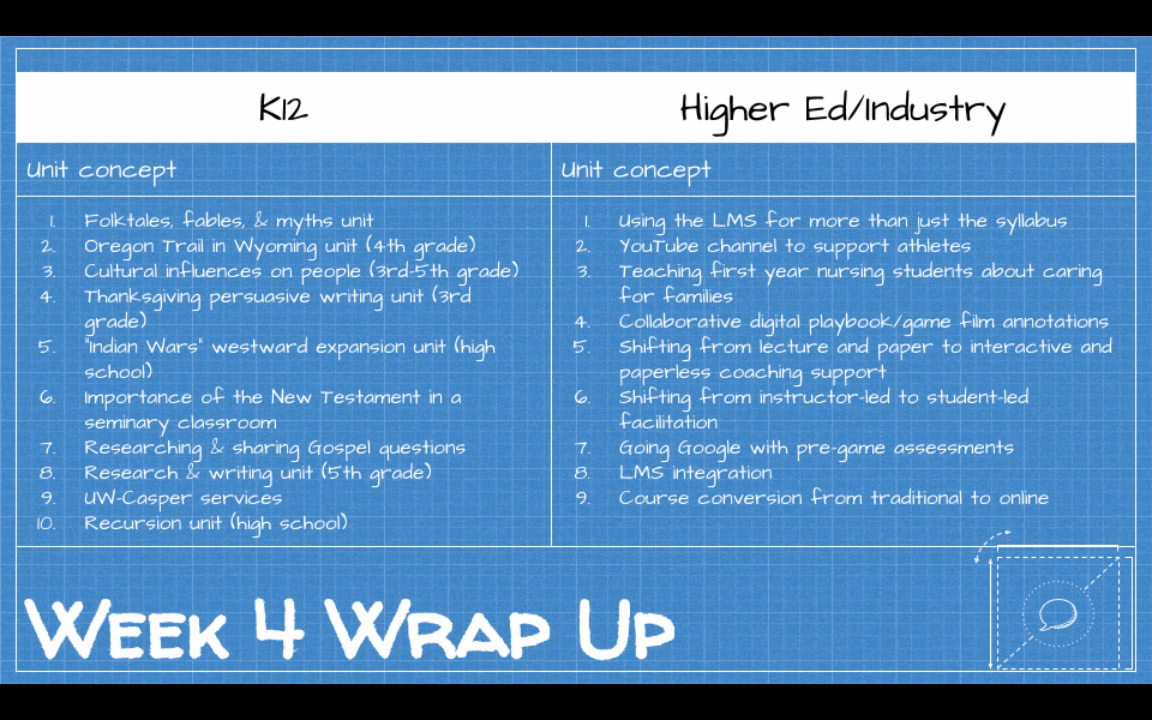 K12
Higher Ed/Industry
Unit concept
1. Folktales, fables, & myths unit
2. Oregon Trail in Wyoming unit (4th grade)
3. Cultural influences on people (3rd-5th grade)
4. Thanksgiving persuasive writing unit (3rd
grade)
5. "Indian Wars" westward expansion unit (high
school)
6. Importance of the New Testament in a
seminary classroom
7. Researching & sharing Gospel questions
8. Research & writing unit (5th grade)
9. UW-Casper services
10. Recursion unit (high school)
Unit concept
1. Using the LMS for more than just the syllabus
2. YouTube channel to support athletes
3. Teaching first year nursing students about caring
for families
4. Collaborative digital playbook/game film annotations
5. Shifting from lecture and paper to interactive and
paperless coaching support
6. Shifting from instructor-led to student-led
facilitation
7. Going Google with pre-game assessments
8. LMS integration
9. Course conversion from traditional to online
Week 4 Wrap Up